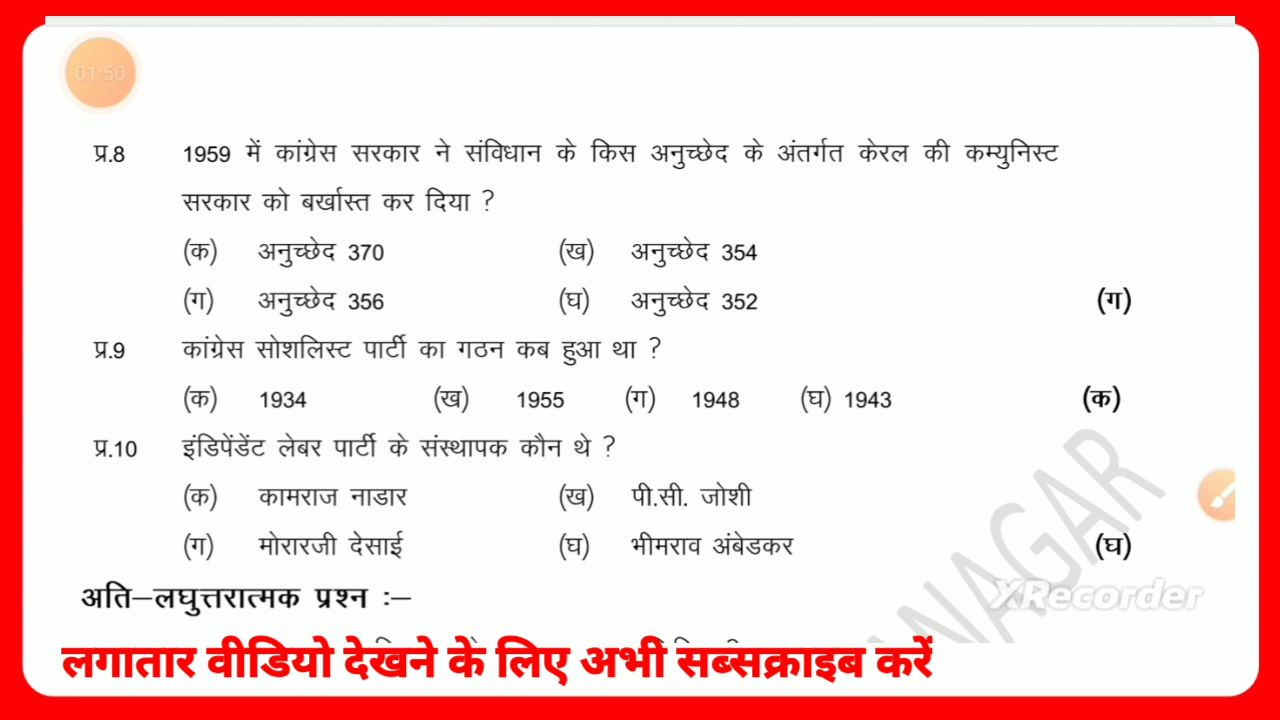 01:50
प्र.8 1959 में कांग्रेस सरकार ने संविधान के किस अनुच्छेद के अंतर्गत केरल की कम्युनिस्ट
सरकार को बर्खास्त कर दिया ?
(क) अनुच्छेद 370 (ख) अनुच्छेद 354
(ग) अनुच्छेद 356 (घ) अनुच्छेद 352 (ग)
प्र.9 कांग्रेस सोशलिस्ट पार्टी का गठन कब हुआ था ?
(क) 1934 (ख) 1955 (ग) 1948 (घ) 1943 (क)
प्र.10 इंडिपेंडेंट लेबर पार्टी के संस्थापक कौन थे ?
(क) कामराज नाडार (ख) पी.सी. जोशी
(ग) मोरारजी देसाई (घ) भीमराव अंबेडकर (घ)
अति–लघुत्तरात्मक प्रश्न :–
NAGAR
XRecorder
लगातार वीडियो देखने के लिए अभी सब्सक्राइब करें